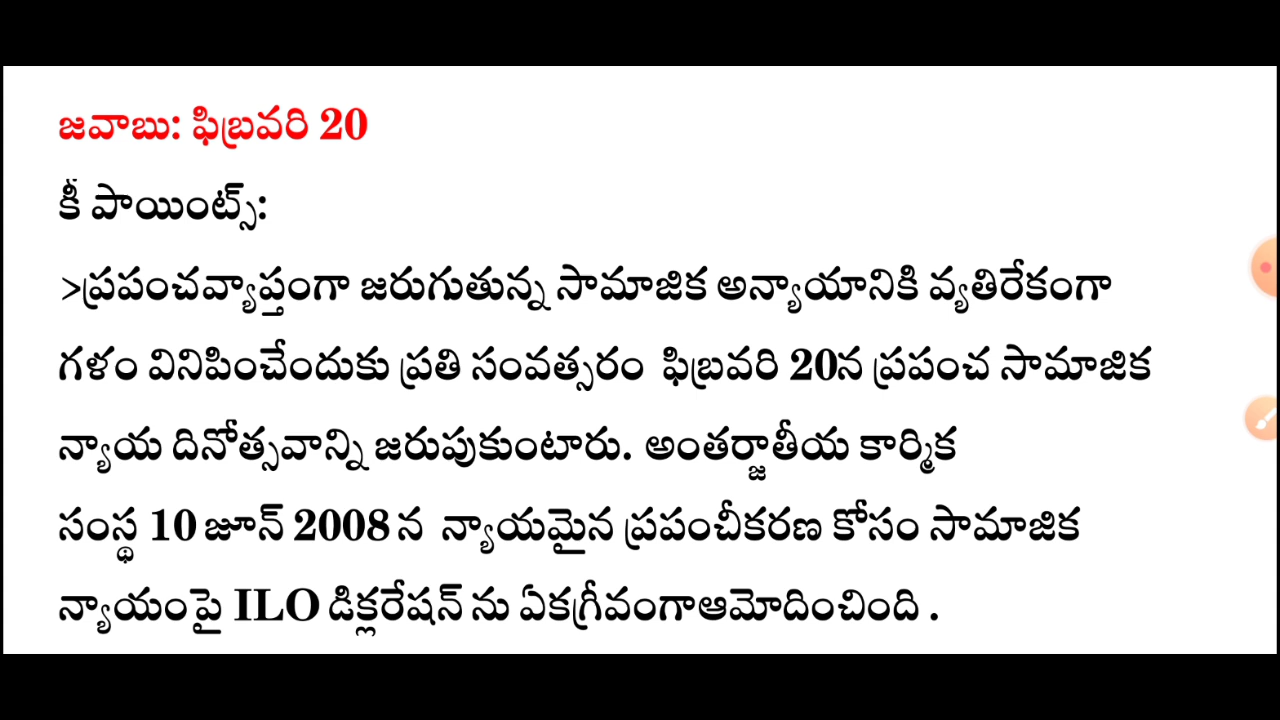 జవాబు: ఫిబ్రవరి 20
కీ పాయింట్స్:
>ప్రపంచవ్యాప్తంగా జరుగుతున్న సామాజిక అన్యాయానికి వ్యతిరేకంగా
గళం వినిపించేందుకు ప్రతి సంవత్సరం ఫిబ్రవరి 20న ప్రపంచ సామాజిక
న్యాయ దినోత్సవాన్ని జరుపుకుంటారు. అంతర్జాతీయ కార్మిక
సంస్థ 10 జూన్ 2008 న న్యాయమైన ప్రపంచీకరణ కోసం సామాజిక
న్యాయంపై ILO డిక్లరేషన్ ను ఏకగ్రీవంగాఆమోదించింది .